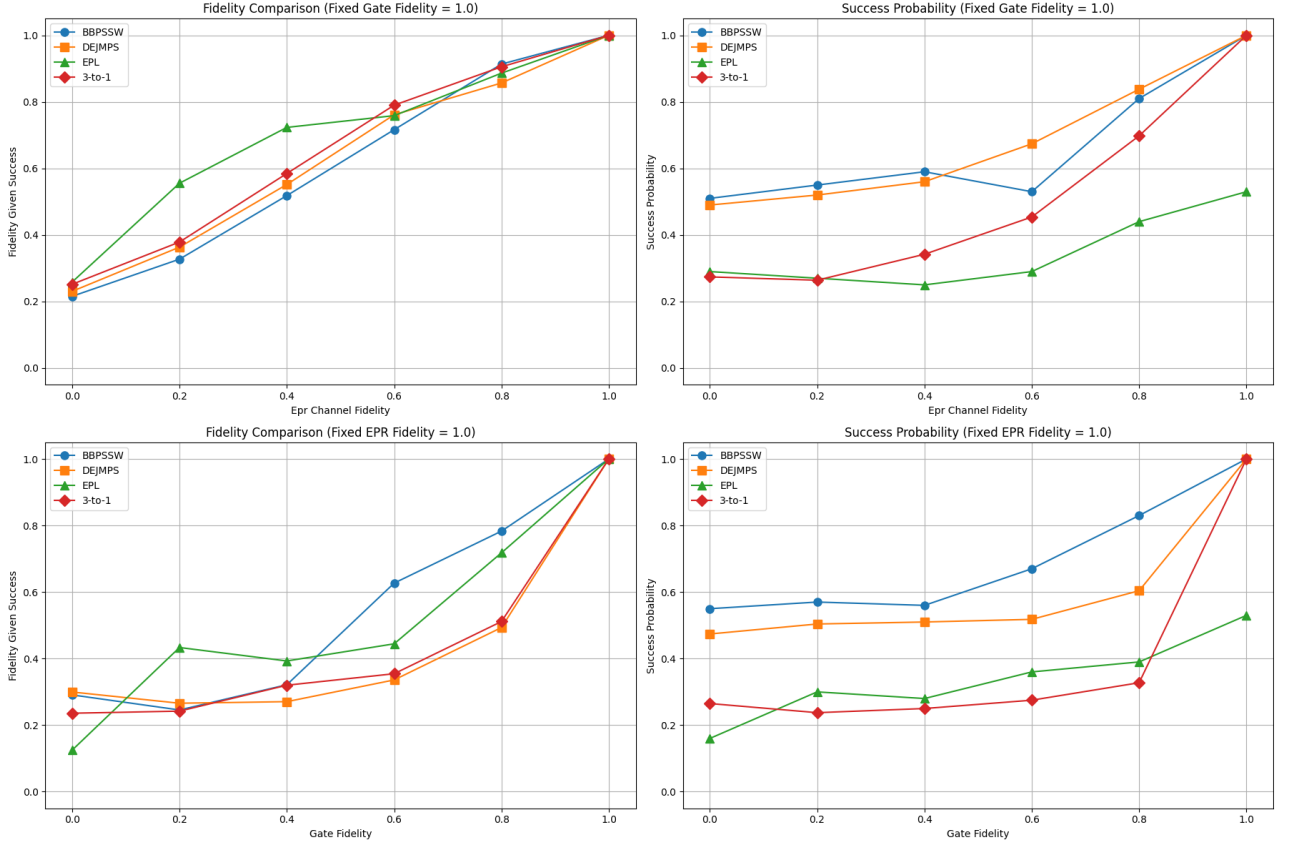 Fidelity Comparison (Fixed Gate Fidelity = 1.0)
BBPSSW
DEJMPS
EPL
3-to-1
Fidelity Given Success
1.0
0.8
0.6
0.4
0.2
0.0
0.0 0.2 0.4 0.6 0.8 1.0
Epr Channel Fidelity
Success Probability (Fixed Gate Fidelity = 1.0)
BBPSSW
DEJMPS
EPL
3-to-1
Success Probability
1.0
0.8
0.6
0.4
0.2
0.0
0.0 0.2 0.4 0.6 0.8 1.0
Epr Channel Fidelity
Fidelity Comparison (Fixed EPR Fidelity = 1.0)
BBPSSW
DEJMPS
EPL
3-to-1
Fidelity Given Success
1.0
0.8
0.6
0.4
0.2
0.0
0.0 0.2 0.4 0.6 0.8 1.0
Gate Fidelity
Success Probability (Fixed EPR Fidelity = 1.0)
BBPSSW
DEJMPS
EPL
3-to-1
Success Probability
1.0
0.8
0.6
0.4
0.2
0.0
0.0 0.2 0.4 0.6 0.8 1.0
Gate Fidelity